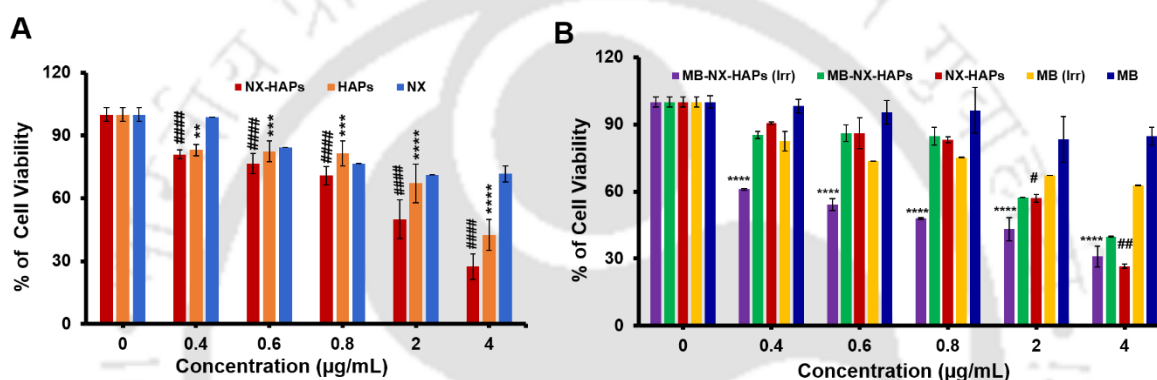 A
120
90
60
30
0
% of Cell Viability
NX-HAPs HAPs NX
#### ** #### *** #### *** #### **** #### ****
0 0.4 0.6 0.8 2 4
Concentration (µg/mL)
B
120
90
60
30
0
% of Cell Viability
MB-NX-HAPs (Irr) MB-NX-HAPs NX-HAPs MB (Irr) MB
**** **** **** **** # **** ##
0 0.4 0.6 0.8 2 4
Concentration (µg/mL)